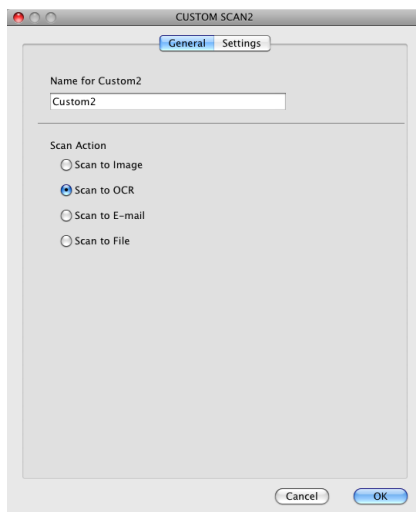 CUSTOM SCAN2
General Settings
Name for Custom2
Custom2
Scan Action
Scan to Image
Scan to OCR
Scan to E-mail
Scan to File
Cancel OK